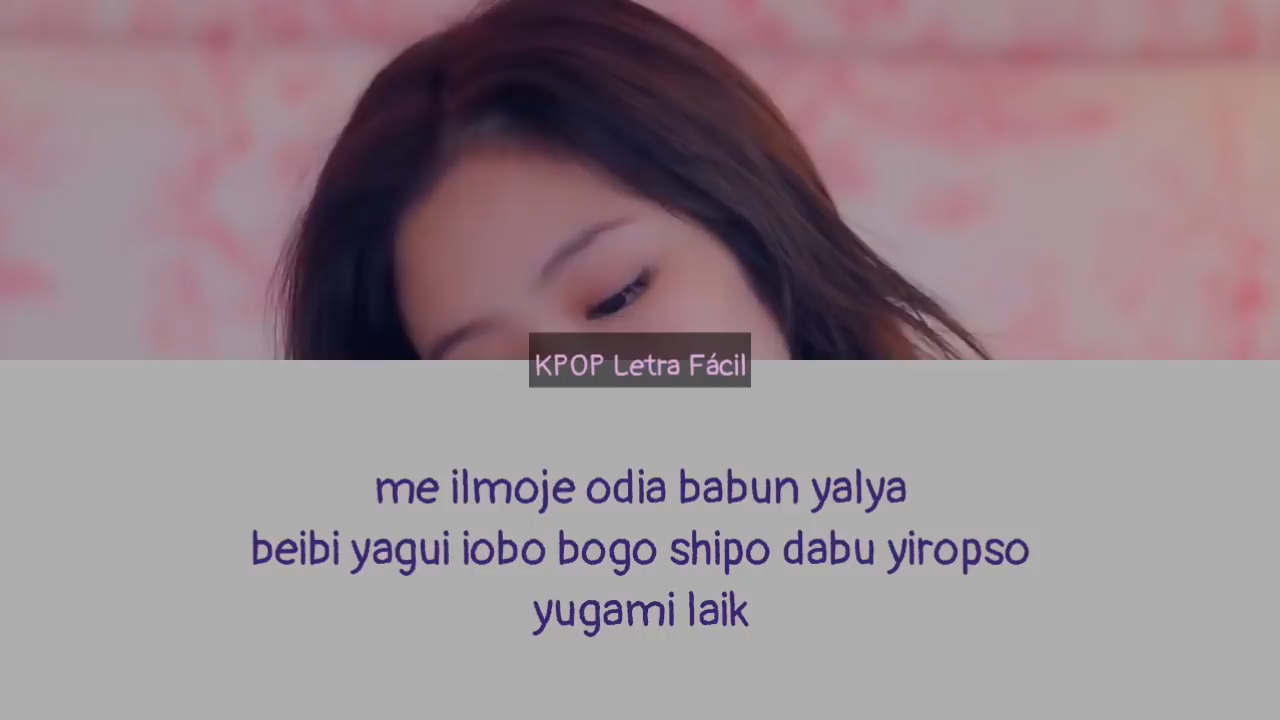 KPOP Letra Fácil
me ilmoje odia babun yalya
beibi yagui iobo bogo shipo dabu yiropso
yugami laik